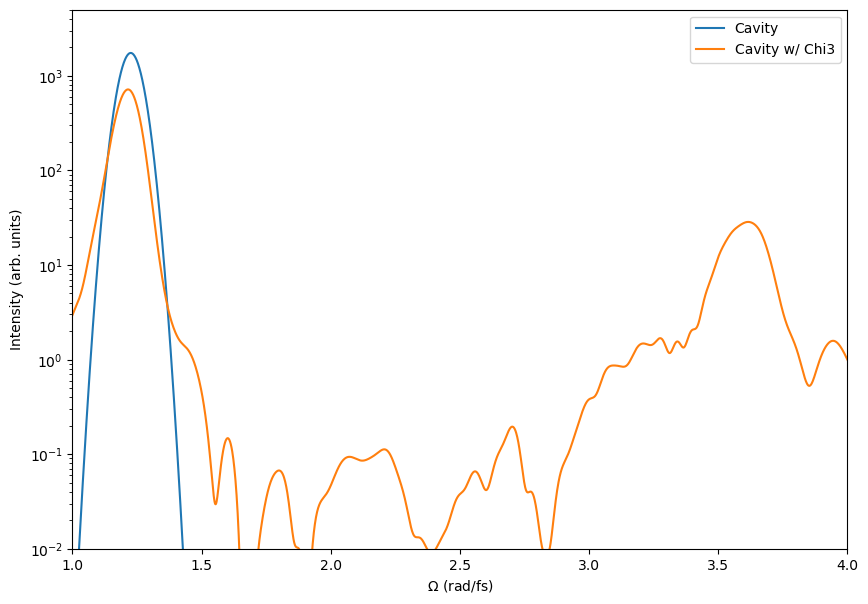 Cavity
Cavity w/ Chi3
Intensity (arb. units)
10³
10²
10¹
10⁰
10⁻¹
10⁻²
1.0 1.5 2.0 2.5 3.0 3.5 4.0
Ω (rad/fs)